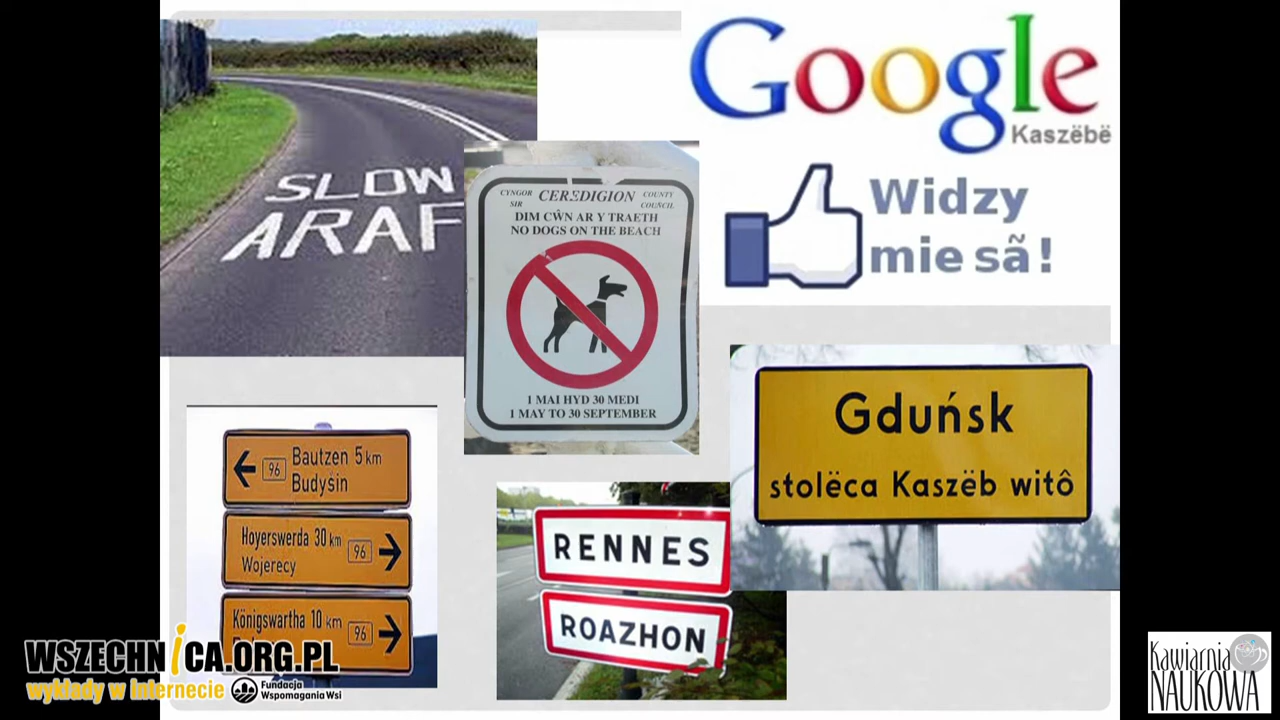 SLOW
ARAF
CYNGOR SIR CEREDIGION COUNTY COUNCIL
DIM CŴN AR Y TRAETH
NO DOGS ON THE BEACH
1 MAI HYD 30 MEDI
1 MAY TO 30 SEPTEMBER
Google
Kaszëbë
Widzy
mie sã!
Gduńsk
stolëca Kaszëb witô
96 Bautzen 5 km
Budyšin
Hoyerswerda 30 km 96
Wojerecy
Königswartha 10 km 96
RENNES
ROAZHON
WSZECHNICA.ORG.PL
wykłady w Internecie
Fundacja
Wspomagania Wsi
Kawiarnia
NAUKOWA